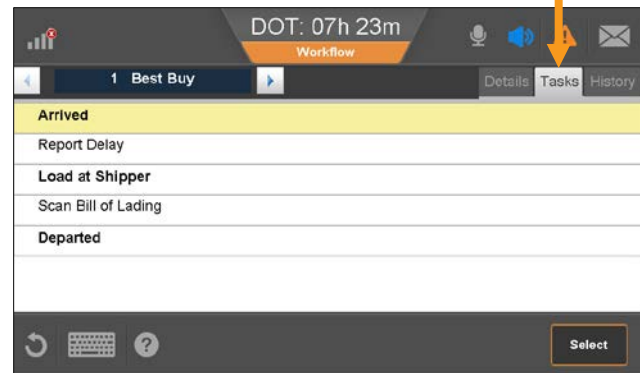 DOT: 07h 23m
Workflow
1 Best Buy
Details Tasks History
Arrived
Report Delay
Load at Shipper
Scan Bill of Lading
Departed
Select